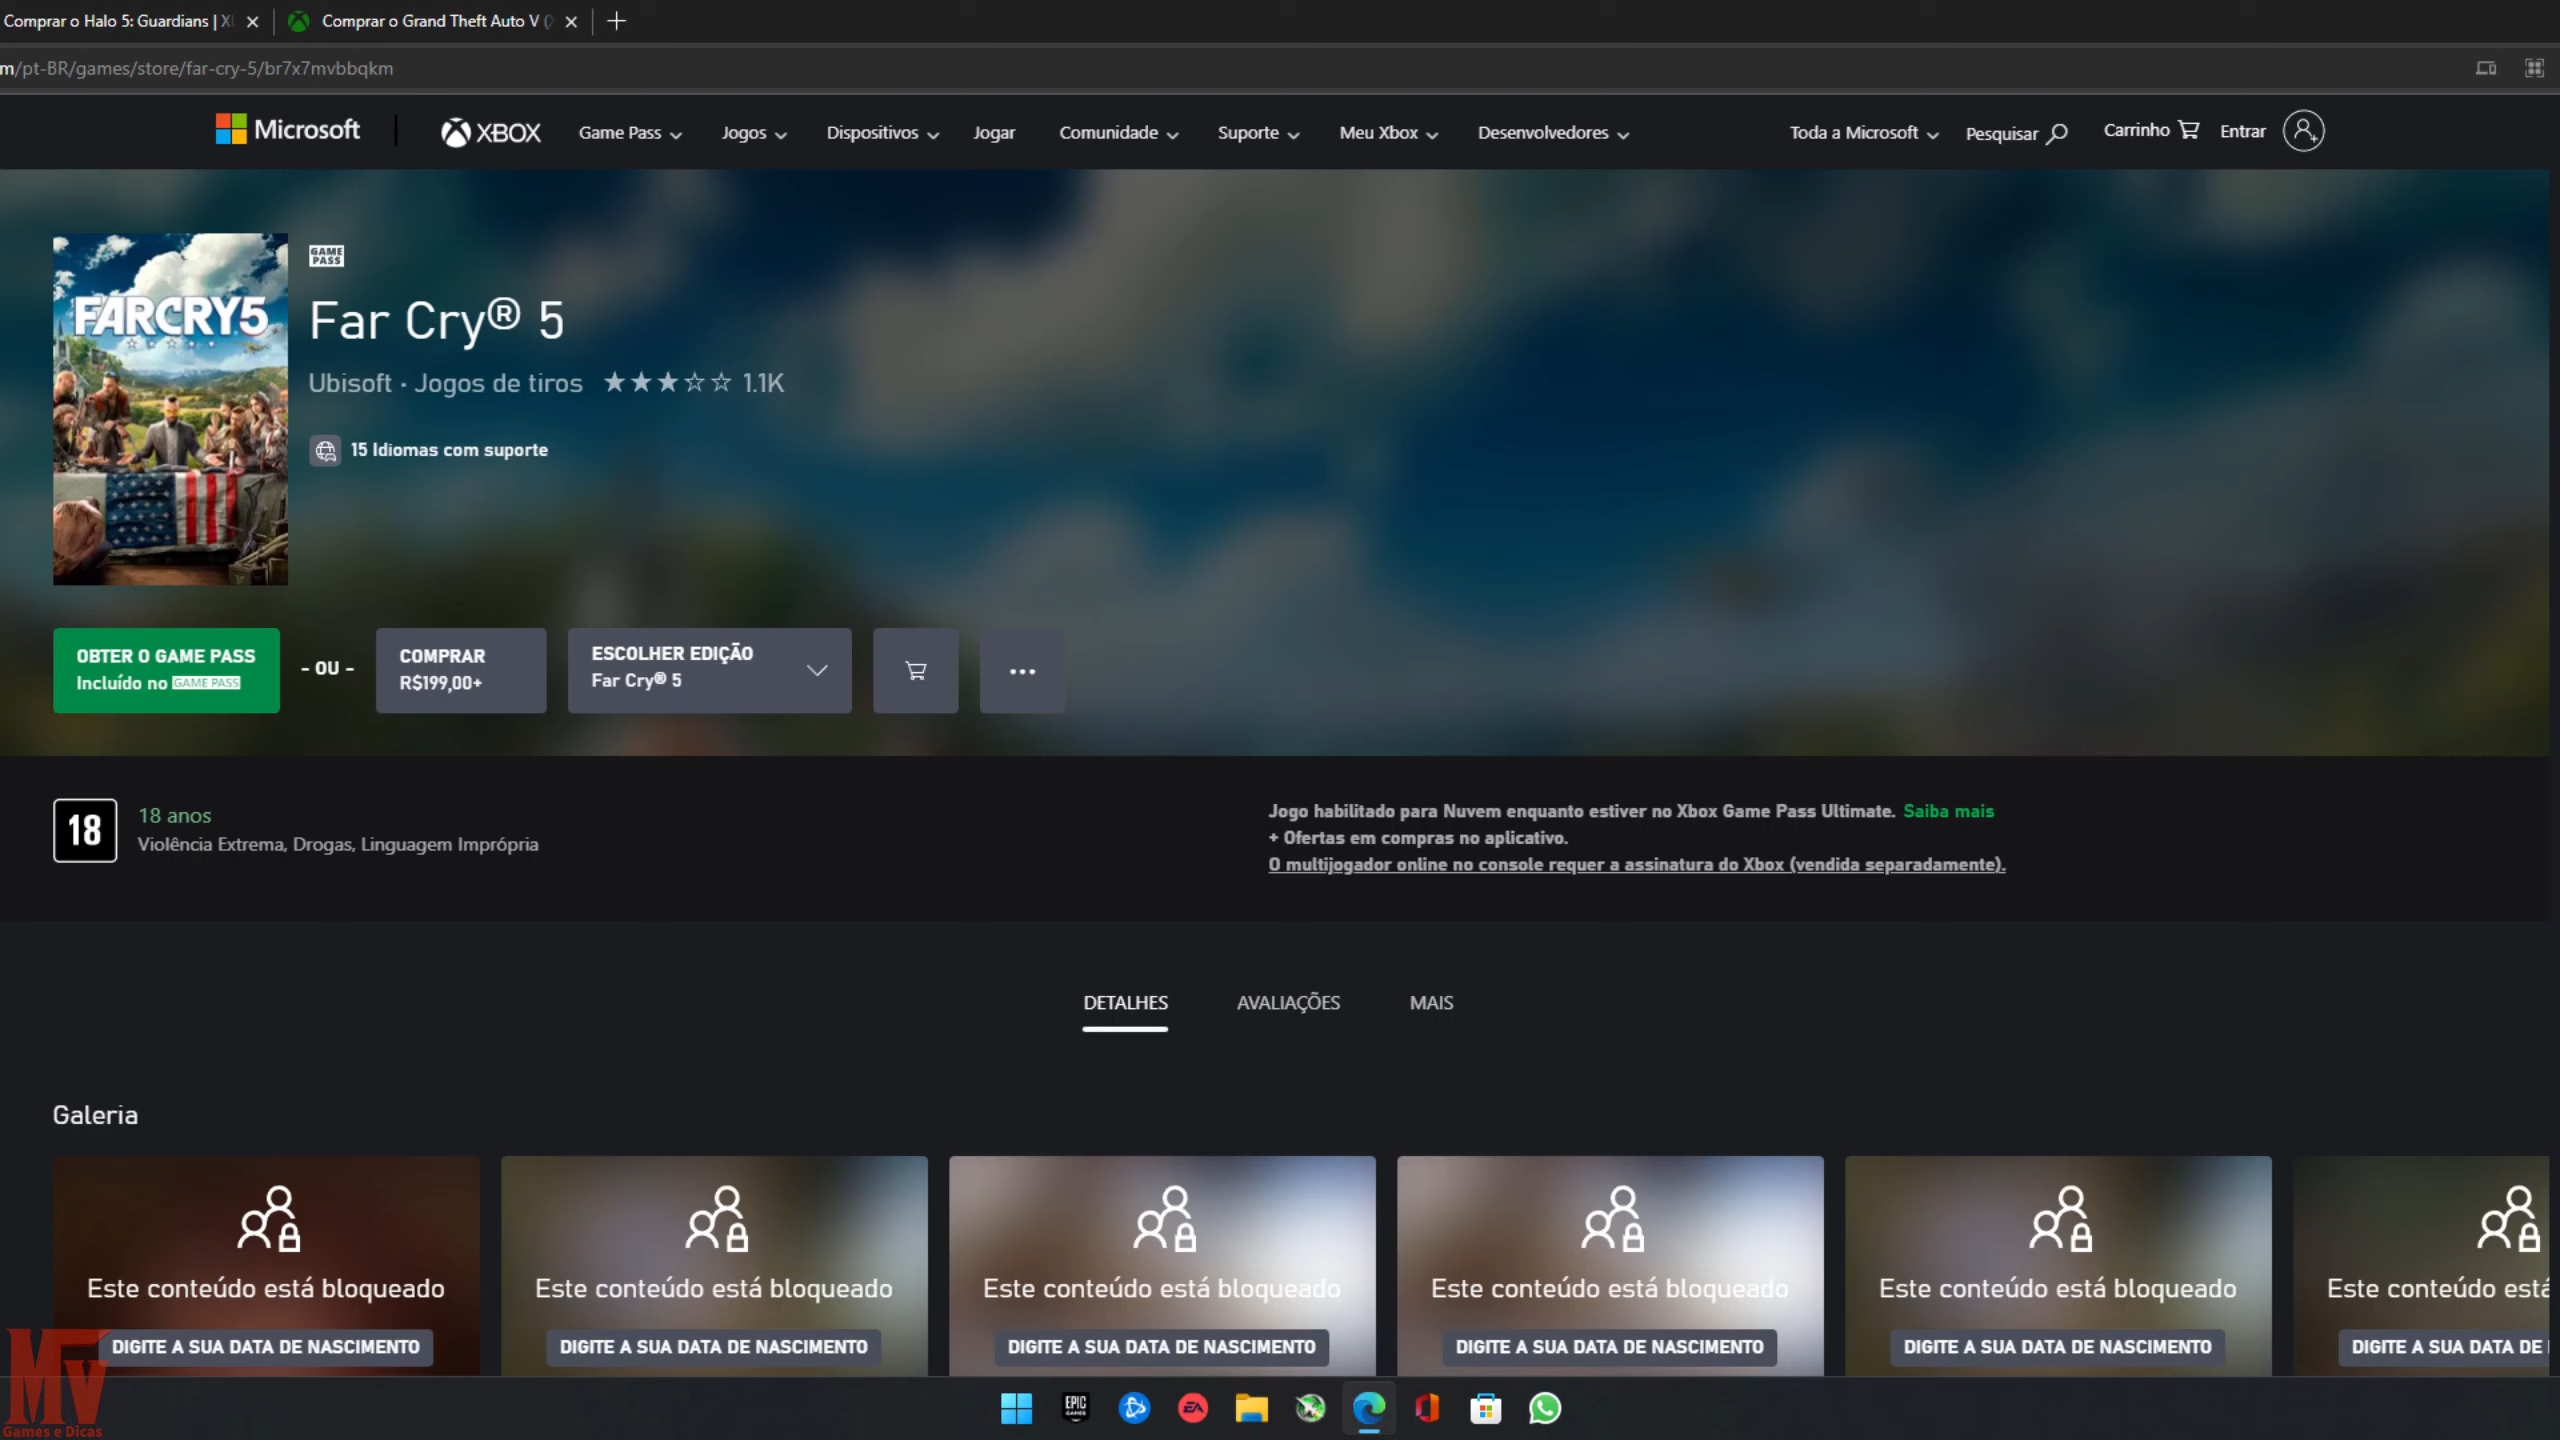 Comprar o Halo 5: Guardians | X
Comprar o Grand Theft Auto V (
m/pt-BR/games/store/far-cry-5/br7x7mvbbqkm
Microsoft
XBOX
Game Pass
Jogos
Dispositivos
Jogar
Comunidade
Suporte
Meu Xbox
Desenvolvedores
Toda a Microsoft
Pesquisar
Carrinho
Entrar
FARCRY5
GAME PASS
Far Cry® 5
Ubisoft • Jogos de tiros ★★★☆☆ 1.1K
15 Idiomas com suporte
OBTER O GAME PASS
Incluído no GAME PASS
- OU -
COMPRAR
R$199,00+
ESCOLHER EDIÇÃO
Far Cry® 5
18
18 anos
Violência Extrema, Drogas, Linguagem Imprópria
Jogo habilitado para Nuvem enquanto estiver no Xbox Game Pass Ultimate. Saiba mais
+ Ofertas em compras no aplicativo.
O multijogador online no console requer a assinatura do Xbox (vendida separadamente).
DETALHES
AVALIAÇÕES
MAIS
Galeria
Este conteúdo está bloqueado
DIGITE A SUA DATA DE NASCIMENTO
Este conteúdo está bloqueado
DIGITE A SUA DATA DE NASCIMENTO
Este conteúdo está bloqueado
DIGITE A SUA DATA DE NASCIMENTO
Este conteúdo está bloqueado
DIGITE A SUA DATA DE NASCIMENTO
Este conteúdo está bloqueado
DIGITE A SUA DATA DE NASCIMENTO
Este conteúdo está
DIGITE A SUA DATA DE
MV
Games e Dicas
EPIC GAMES
EA